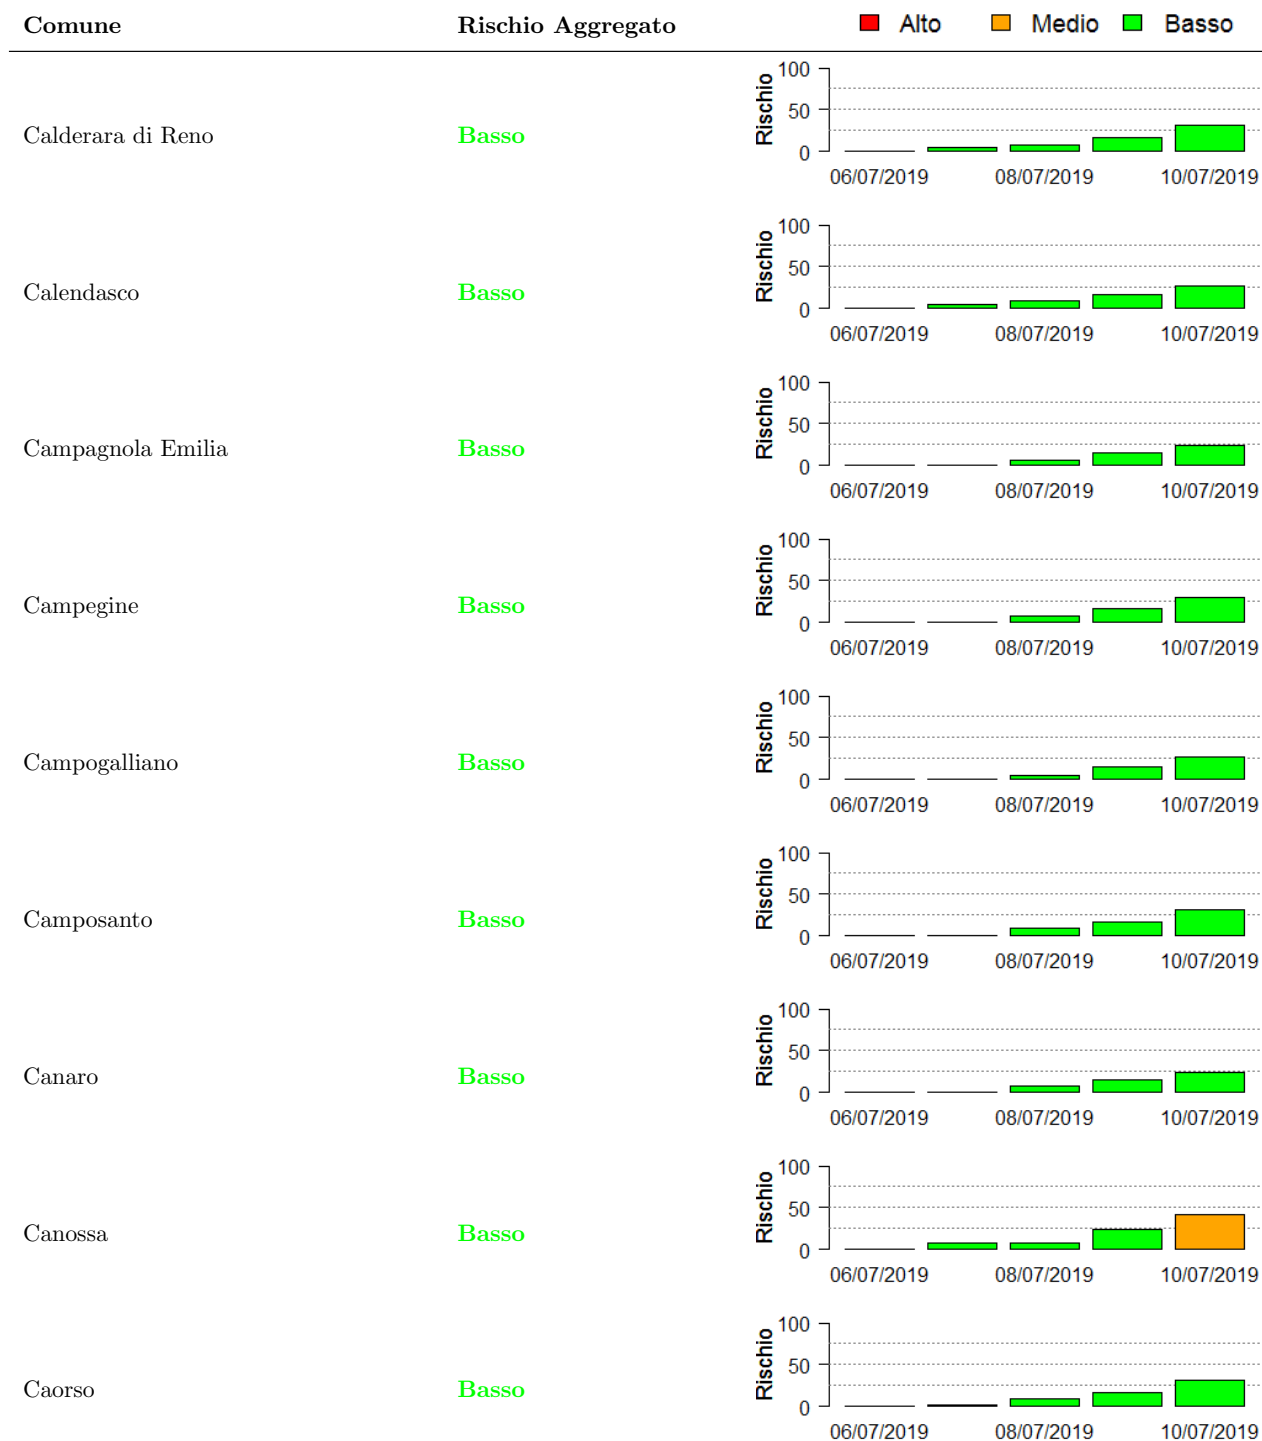 Comune Rischio Aggregato Alto Medio Basso
Calderara di Reno Basso Rischio 100 50 0
06/07/2019 08/07/2019 10/07/2019
Calendasco Basso Rischio 100 50 0
06/07/2019 08/07/2019 10/07/2019
Campagnola Emilia Basso Rischio 100 50 0
06/07/2019 08/07/2019 10/07/2019
Campegine Basso Rischio 100 50 0
06/07/2019 08/07/2019 10/07/2019
Campogalliano Basso Rischio 100 50 0
06/07/2019 08/07/2019 10/07/2019
Camposanto Basso Rischio 100 50 0
06/07/2019 08/07/2019 10/07/2019
Canaro Basso Rischio 100 50 0
06/07/2019 08/07/2019 10/07/2019
Canossa Basso Rischio 100 50 0
06/07/2019 08/07/2019 10/07/2019
Caorso Basso Rischio 100 50 0
06/07/2019 08/07/2019 10/07/2019